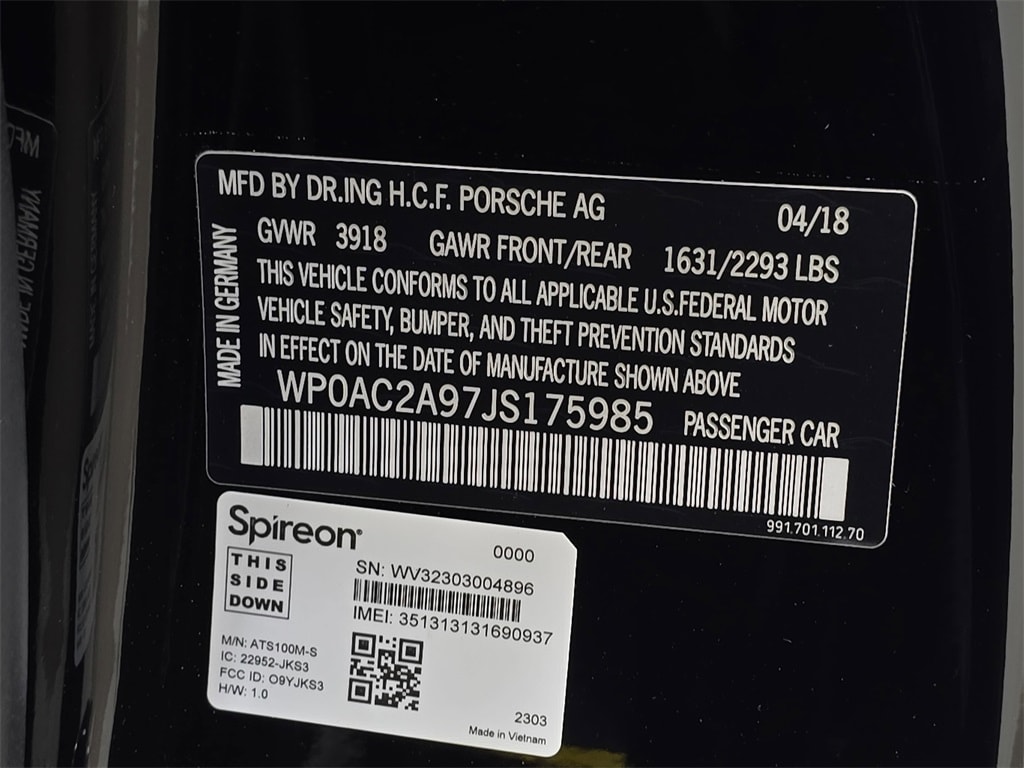 MFD BY DR.ING H.C.F. PORSCHE AG 04/18
GVWR 3918 GAWR FRONT/REAR 1631/2293 LBS
THIS VEHICLE CONFORMS TO ALL APPLICABLE U.S.FEDERAL MOTOR
VEHICLE SAFETY, BUMPER, AND THEFT PREVENTION STANDARDS
IN EFFECT ON THE DATE OF MANUFACTURE SHOWN ABOVE
MADE IN GERMANY
WP0AC2A97JS175985 PASSENGER CAR
991.701.112.70
Spireon
0000
THIS
SIDE
DOWN
SN: WV32303004896
IMEI: 351313131690937
M/N: ATS100M-S
IC: 22952-JKS3
FCC ID: O9YJKS3
H/W: 1.0
2303
Made in Vietnam